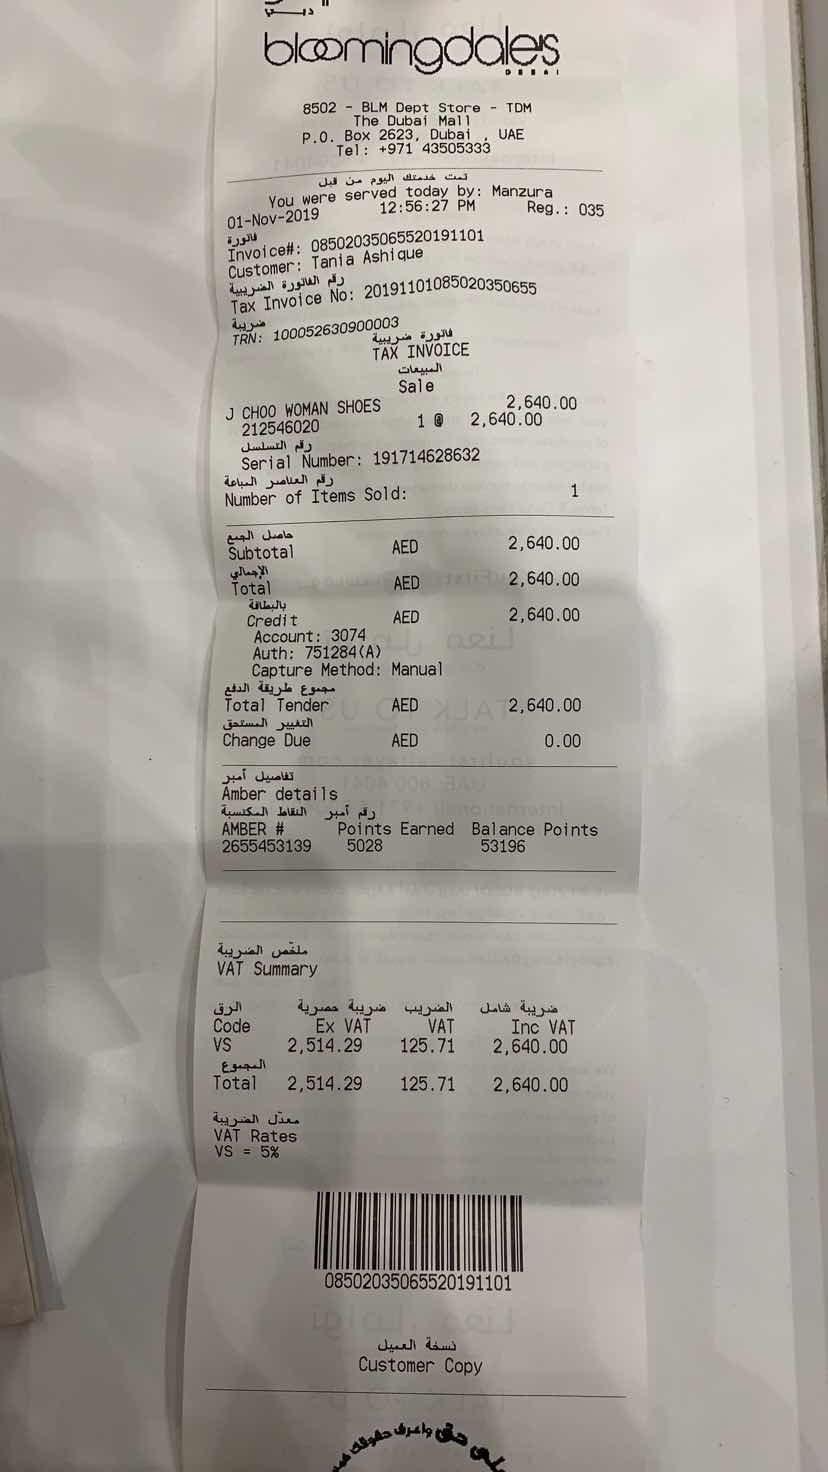 bloomingdale's
DUBAI
8502 - BLM Dept Store - TDM
The Dubai Mall
P.O. Box 2623, Dubai , UAE
Tel: +971 43505333
تمت خدمتك اليوم من قبل
You were served today by: Manzura
01-Nov-2019 12:56:27 PM Reg.: 035
فاتورة
Invoice#: 08502035065520191101
Customer: Tania Ashique
رقم الفاتورة الضريبية
Tax Invoice No: 20191101085020350655
ضريبة
TRN: 100052630900003
فاتورة ضريبية
TAX INVOICE
المبيعات
Sale
J CHOO WOMAN SHOES 2,640.00
212546020 1 @ 2,640.00
رقم التسلسل
Serial Number: 191714628632
رقم العناصر المباعة
Number of Items Sold: 1
حاصل الجمع
Subtotal AED 2,640.00
الإجمالي
Total AED 2,640.00
بالبطاقة
Credit AED 2,640.00
Account: 3074
Auth: 751284(A)
Capture Method: Manual
مجموع طريقة الدفع
Total Tender AED 2,640.00
التغيير المستحق
Change Due AED 0.00
تفاصيل أمبر
Amber details
رقم أمبر النقاط المكتسبة
AMBER # Points Earned Balance Points
2655453139 5028 53196
ملخّص الضريبة
VAT Summary
الرق ضريبة حصرية الضريب ضريبة شامل
Code Ex VAT VAT Inc VAT
VS 2,514.29 125.71 2,640.00
المجموع
Total 2,514.29 125.71 2,640.00
معدّل الضريبة
VAT Rates
VS = 5%
08502035065520191101
نسخة العميل
Customer Copy
واعرف حقوقك